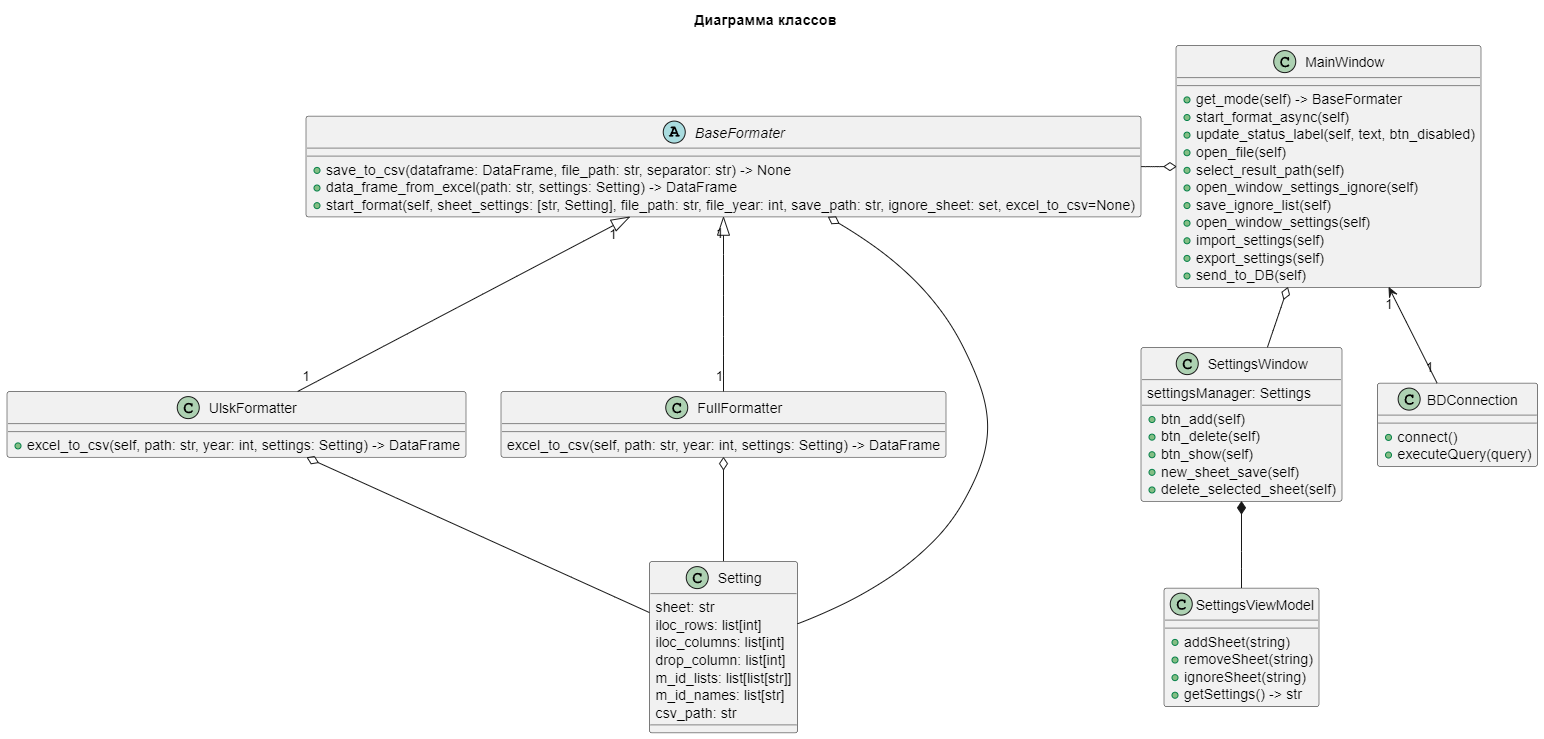 Диаграмма классов
C MainWindow
get_mode(self) -> BaseFormater
start_format_async(self)
update_status_label(self, text, btn_disabled)
open_file(self)
select_result_path(self)
open_window_settings_ignore(self)
save_ignore_list(self)
open_window_settings(self)
import_settings(self)
export_settings(self)
send_to_DB(self)
A BaseFormater
save_to_csv(dataframe: DataFrame, file_path: str, separator: str) -> None
data_frame_from_excel(path: str, settings: Setting) -> DataFrame
start_format(self, sheet_settings: [str, Setting], file_path: str, file_year: int, save_path: str, ignore_sheet: set, excel_to_csv=None)
1
1
1
1
1
1
C UlskFormatter
excel_to_csv(self, path: str, year: int, settings: Setting) -> DataFrame
C FullFormatter
excel_to_csv(self, path: str, year: int, settings: Setting) -> DataFrame
C SettingsWindow
settingsManager: Settings
btn_add(self)
btn_delete(self)
btn_show(self)
new_sheet_save(self)
delete_selected_sheet(self)
C BDConnection
connect()
executeQuery(query)
C Setting
sheet: str
iloc_rows: list[int]
iloc_columns: list[int]
drop_column: list[int]
m_id_lists: list[list[str]]
m_id_names: list[str]
csv_path: str
C SettingsViewModel
addSheet(string)
removeSheet(string)
ignoreSheet(string)
getSettings() -> str